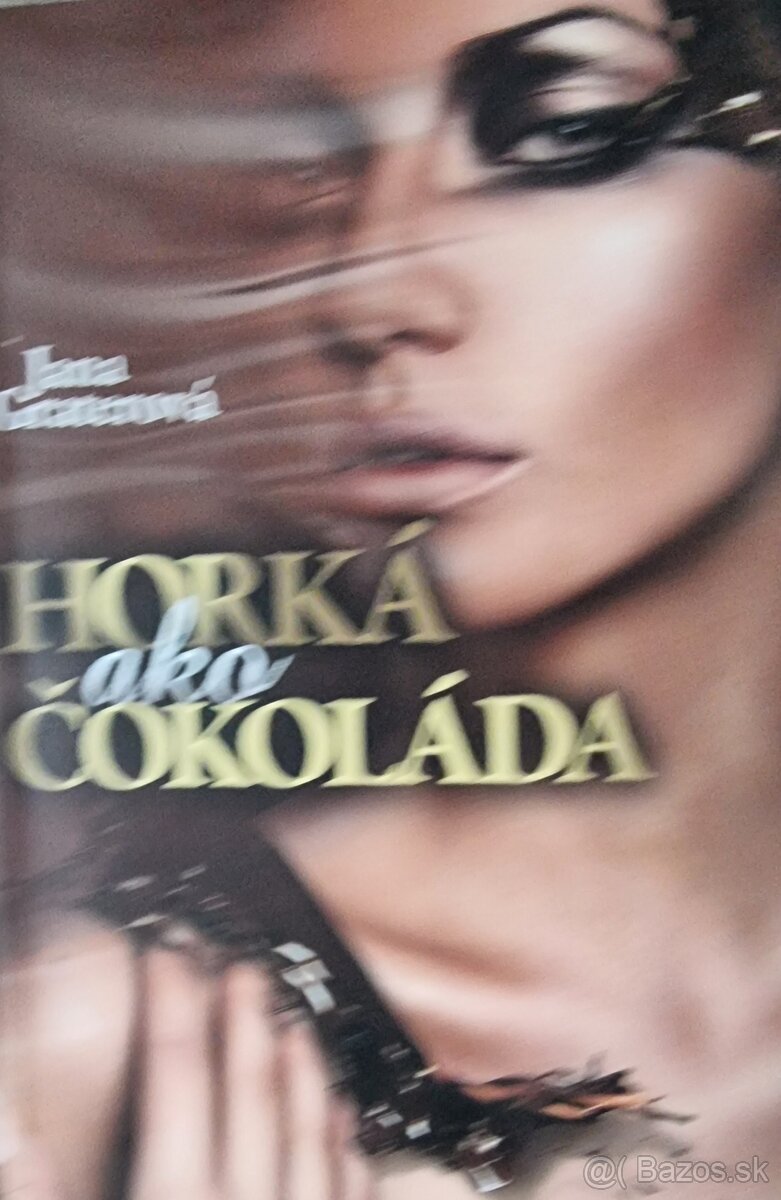 Jana
HORKÁ
ako
ČOKOLÁDA
@( Bazos.sk